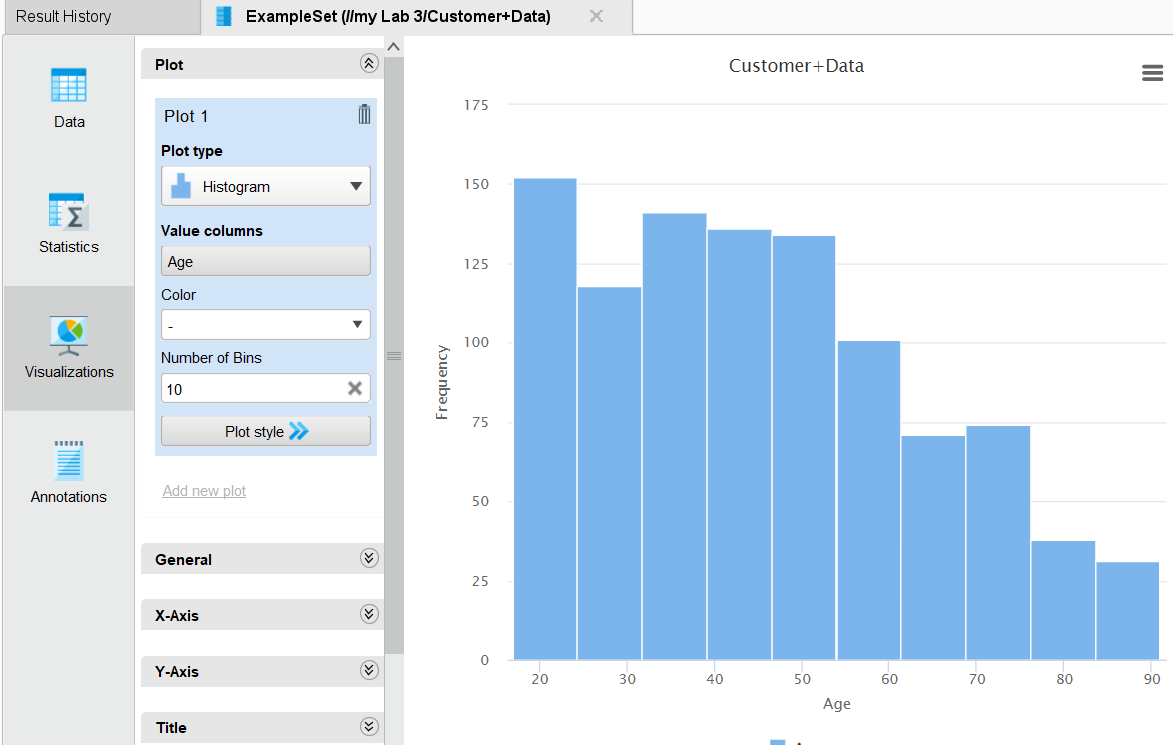 Result History
ExampleSet (//my Lab 3/Customer+Data)
Data
Statistics
Visualizations
Annotations
Plot
Plot 1
Plot type
Histogram
Value columns
Age
Color
-
Number of Bins
10
Plot style
Add new plot
General
X-Axis
Y-Axis
Title
Customer+Data
175
150
125
100
75
50
25
0
Frequency
20 30 40 50 60 70 80 90
Age